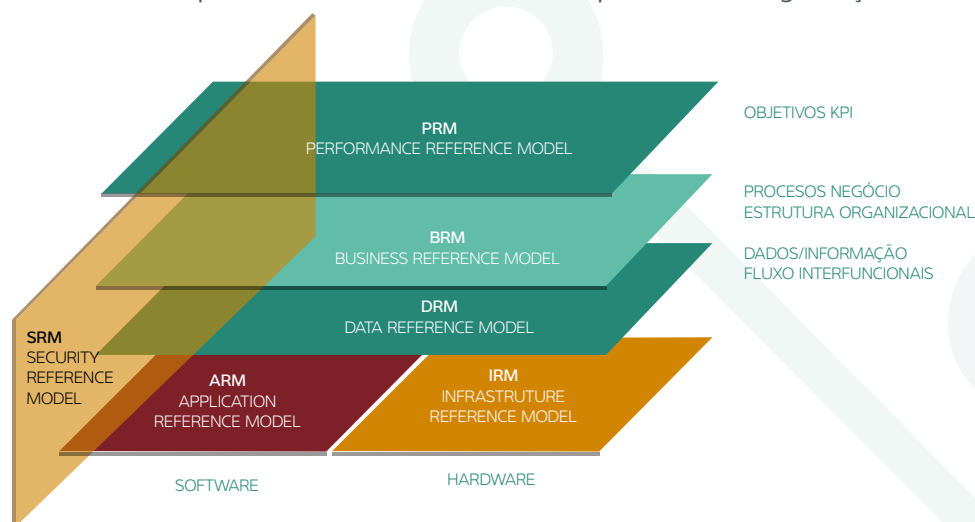 PRM
PERFORMANCE REFERENCE MODEL
OBJETIVOS KPI
BRM
BUSINESS REFERENCE MODEL
PROCESOS NEGÓCIO
ESTRUTURA ORGANIZACIONAL
DRM
DATA REFERENCE MODEL
DADOS/INFORMAÇÃO
FLUXO INTERFUNCIONAIS
SRM
SECURITY
REFERENCE
MODEL
ARM
APPLICATION
REFERENCE MODEL
IRM
INFRASTRUTURE
REFERENCE MODEL
SOFTWARE
HARDWARE